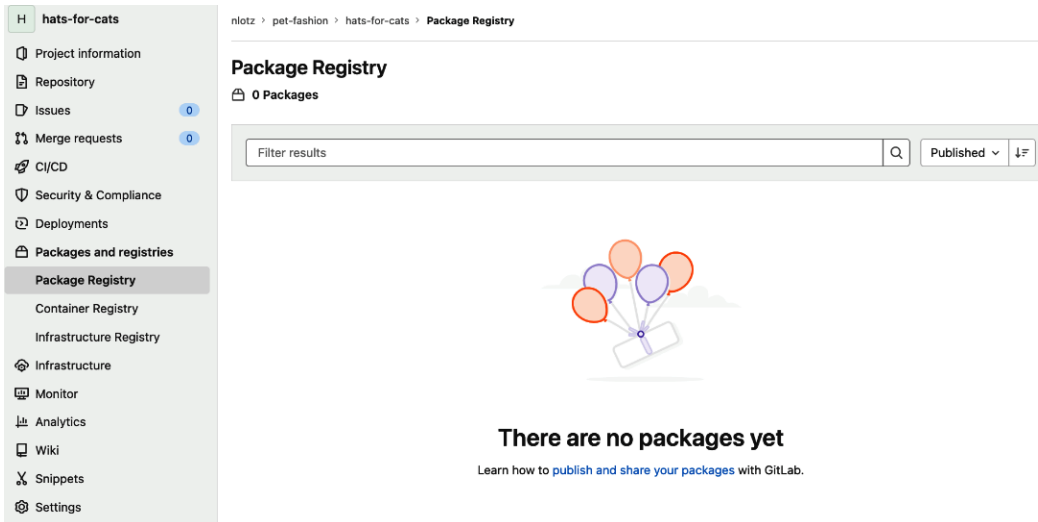 H hats-for-cats
Project information
Repository
Issues 0
Merge requests 0
CI/CD
Security & Compliance
Deployments
Packages and registries
Package Registry
Container Registry
Infrastructure Registry
Infrastructure
Monitor
Analytics
Wiki
Snippets
Settings
nlotz > pet-fashion > hats-for-cats > Package Registry
Package Registry
0 Packages
Filter results
Published
There are no packages yet
Learn how to publish and share your packages with GitLab.